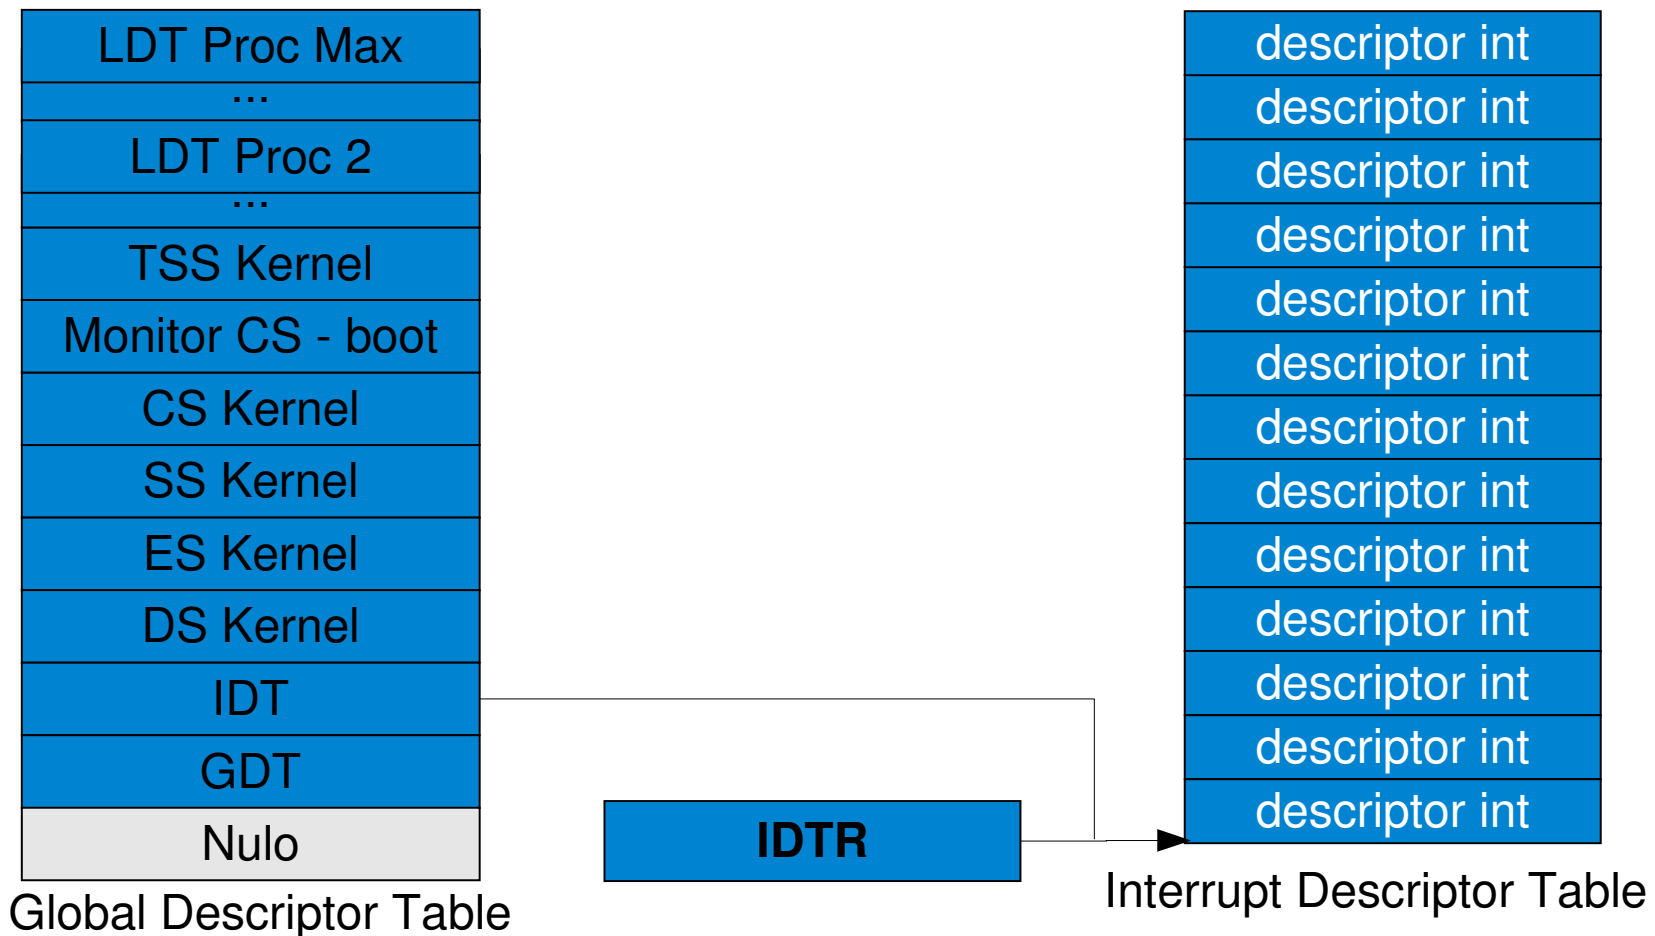 LDT Proc Max
...
LDT Proc 2
...
TSS Kernel
Monitor CS - boot
CS Kernel
SS Kernel
ES Kernel
DS Kernel
IDT
GDT
Nulo
Global Descriptor Table
IDTR
descriptor int
descriptor int
descriptor int
descriptor int
descriptor int
descriptor int
descriptor int
descriptor int
descriptor int
descriptor int
descriptor int
descriptor int
descriptor int
Interrupt Descriptor Table